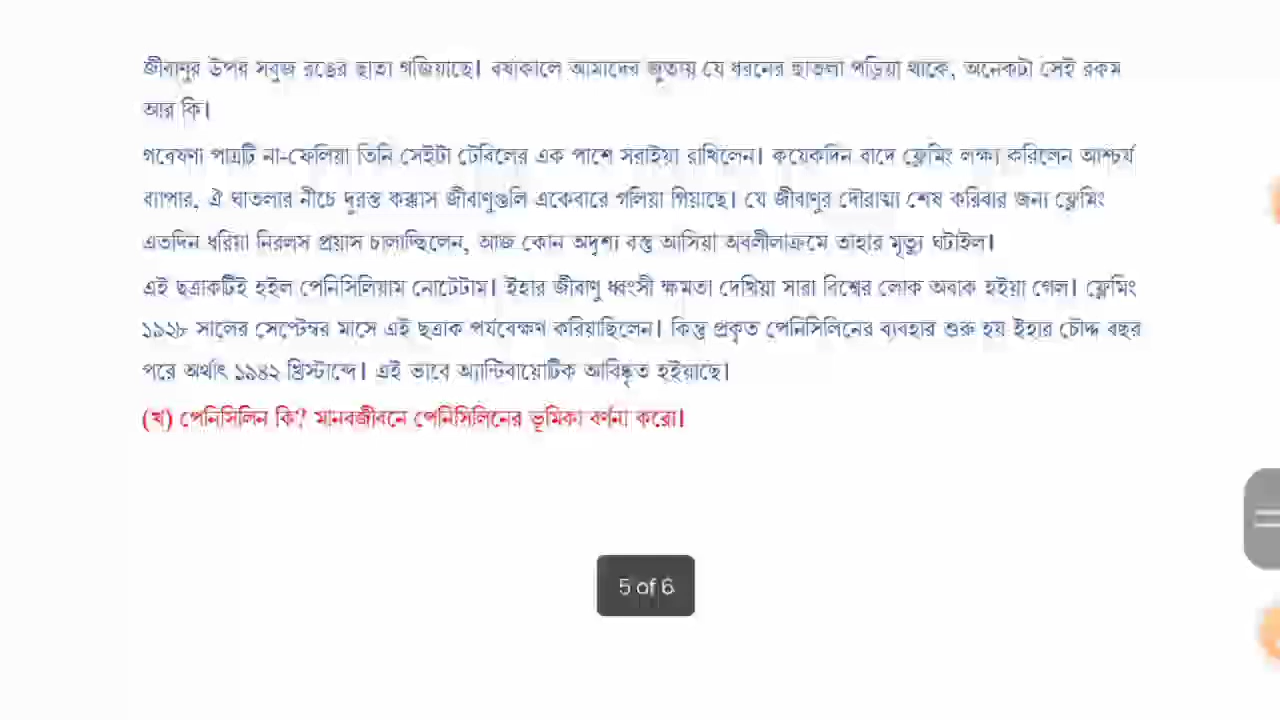 জীবাণুর উপর সবুজ রঙের ছাতা গজিয়াছে। বর্ষাকালে আমাদের জুতায় যে ধরনের ছাতলা পড়িয়া থাকে, অনেকটা সেই রকম
আর কি।
গবেষণা পাত্রটি না-ফেলিয়া তিনি সেইটা টেবিলের এক পাশে সরাইয়া রাখিলেন। কয়েকদিন বাদে ফ্লেমিং লক্ষ্য করিলেন আশ্চর্য
ব্যাপার, ঐ ঘাতলার নীচে দুরন্ত কক্কাস জীবাণুগুলি একেবারে গলিয়া গিয়াছে। যে জীবাণুর দৌরাত্ম্য শেষ করিবার জন্য ফ্লেমিং
এতদিন ধরিয়া নিরলস প্রয়াস চালাচ্ছিলেন, আজ কোন অদৃশ্য বস্তু আসিয়া অবলীলাক্রমে তাহার মৃত্যু ঘটাইল।
এই ছত্রাকটিই হইল পেনিসিলিয়াম নোটেটাম। ইহার জীবাণু ধ্বংসী ক্ষমতা দেখিয়া সারা বিশ্বের লোক অবাক হইয়া গেল। ফ্লেমিং
১৯২৮ সালের সেপ্টেম্বর মাসে এই ছত্রাক পর্যবেক্ষণ করিয়াছিলেন। কিন্তু প্রকৃত পেনিসিলিনের ব্যবহার শুরু হয় ইহার চৌদ্দ বছর
পরে অর্থাৎ ১৯৪২ খ্রিস্টাব্দে। এই ভাবে অ্যান্টিবায়োটিক আবিষ্কৃত হইয়াছে।
(খ) পেনিসিলিন কি? মানবজীবনে পেনিসিলিনের ভূমিকা বর্ণনা করো।
5 of 6